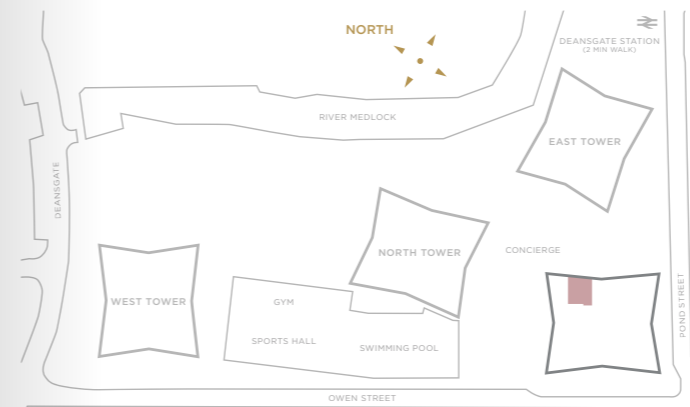 NORTH
DEANSGATE STATION
(2 MIN WALK)
RIVER MEDLOCK
EAST TOWER
DEANSGATE
NORTH TOWER
CONCIERGE
WEST TOWER
GYM
SPORTS HALL
SWIMMING POOL
POND STREET
OWEN STREET